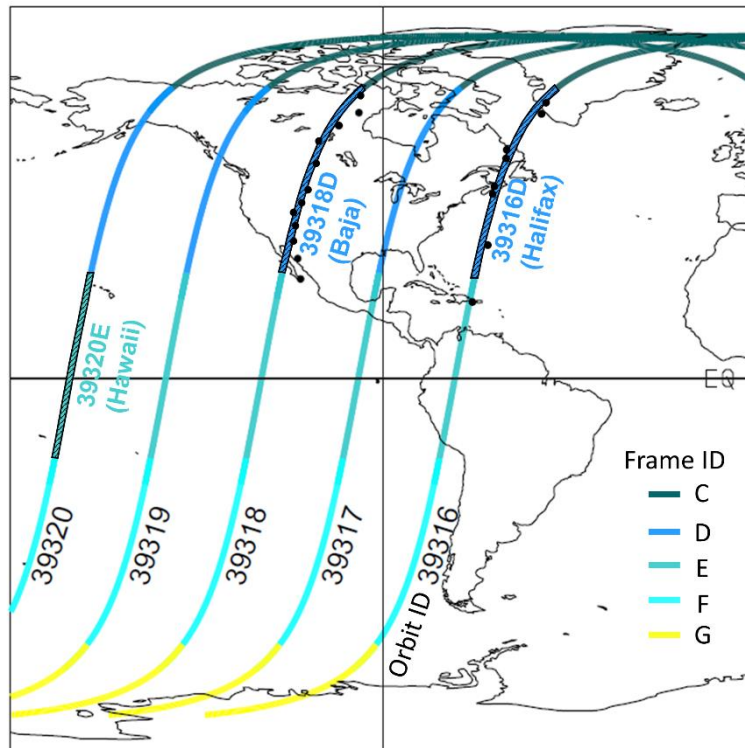 39318D
(Baja)
39316D
(Halifax)
39320E
(Hawaii)
EQ
Frame ID
C
D
E
F
G
39320
39319
39318
39317
39316
Orbit ID